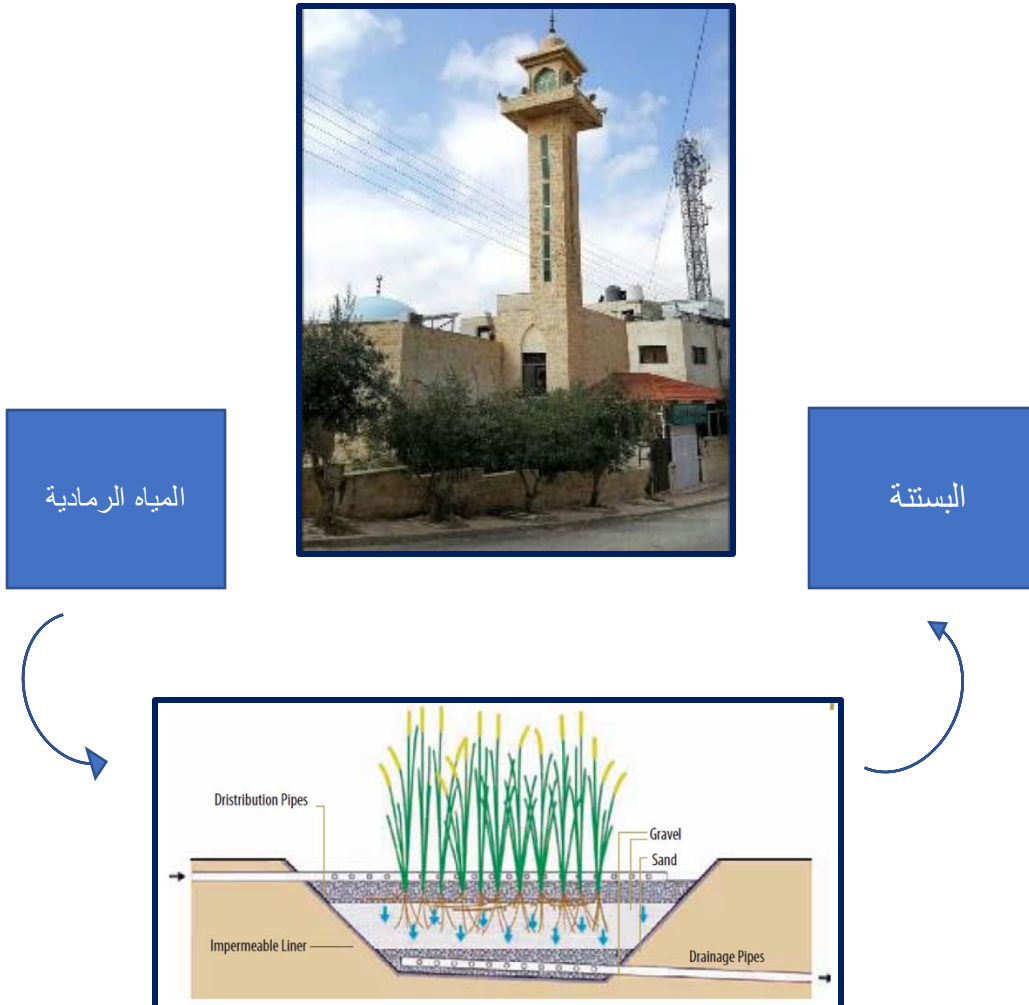 المياه الرمادية
البستنة
Dristribution Pipes
Gravel
Sand
Impermeable Liner
Drainage Pipes